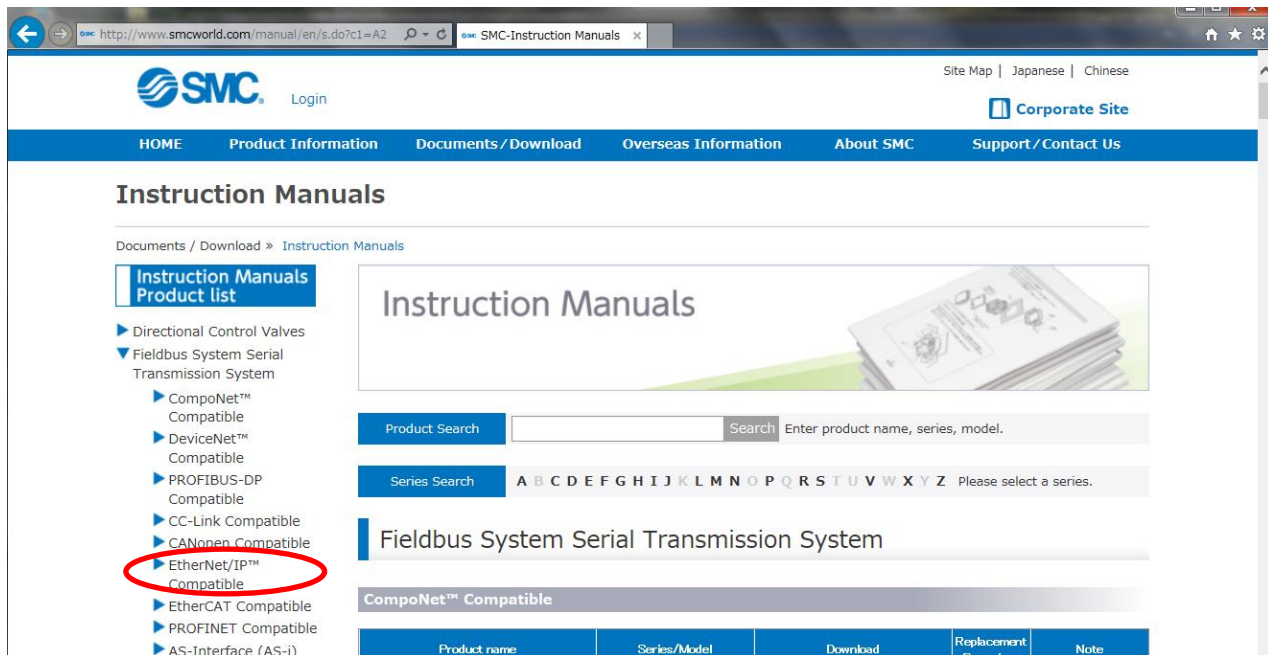 http://www.smcworld.com/manual/en/s.do?c1=A2
SMC-Instruction Manuals
Site Map | Japanese | Chinese
SMC.
Login
Corporate Site
HOME Product Information Documents/Download Overseas Information About SMC Support/Contact Us
Instruction Manuals
Documents / Download » Instruction Manuals
Instruction Manuals
Product list
Instruction Manuals
Directional Control Valves
Fieldbus System Serial
Transmission System
CompoNet™
Compatible
DeviceNet™
Compatible
PROFIBUS-DP
Compatible
CC-Link Compatible
CANopen Compatible
EtherNet/IP™
Compatible
EtherCAT Compatible
PROFINET Compatible
AS-Interface (AS-i)
Product Search Search Enter product name, series, model.
Series Search A B C D E F G H I J K L M N O P Q R S T U V W X Y Z Please select a series.
Fieldbus System Serial Transmission System
CompoNet™ Compatible
Product name Series/Model Download Replacement Note